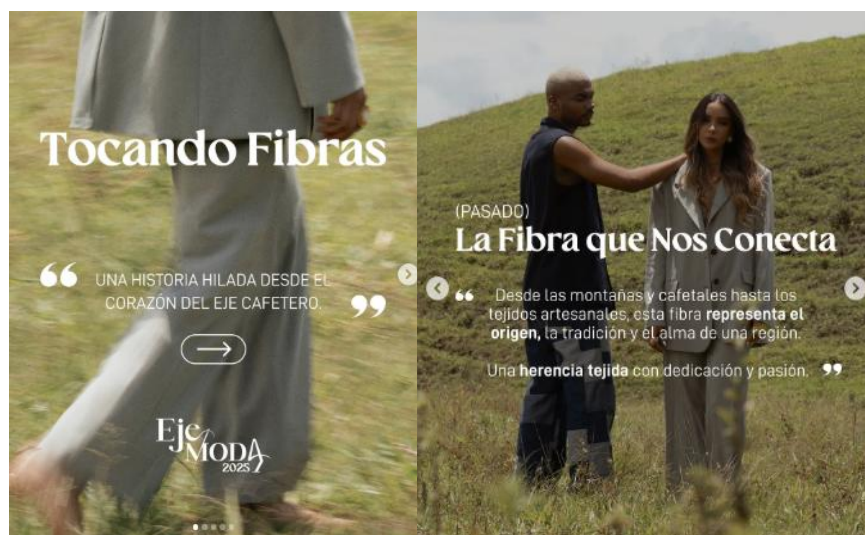 Tocando Fibras
“ UNA HISTORIA HILADA DESDE EL
CORAZÓN DEL EJE CAFETERO. ”
Eje
MODA
2025
(PASADO)
La Fibra que Nos Conecta
“ Desde las montañas y cafetales hasta los
tejidos artesanales, esta fibra representa el
origen, la tradición y el alma de una región.
Una herencia tejida con dedicación y pasión. ”